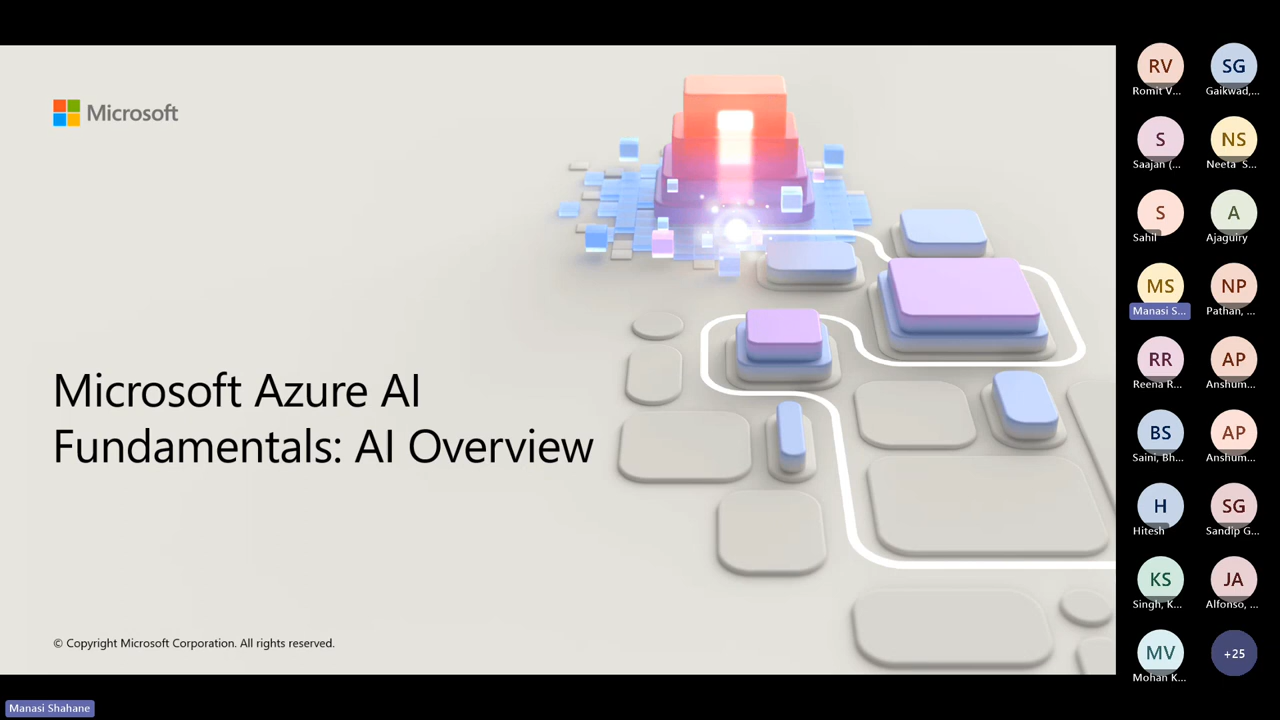 Microsoft
Microsoft Azure AI
Fundamentals: AI Overview
© Copyright Microsoft Corporation. All rights reserved.
RV
Romit V...
SG
Gaikwad,...
S
Saajan (...
NS
Neeta S...
S
Sahil
A
Ajaguiry
MS
Manasi S...
NP
Pathan, ...
RR
Reena R...
AP
Anshum...
BS
Saini, Bh...
AP
Anshum...
H
Hitesh
SG
Sandip G...
KS
Singh, K...
JA
Alfonso, ...
MV
Mohan K...
+25
Manasi Shahane